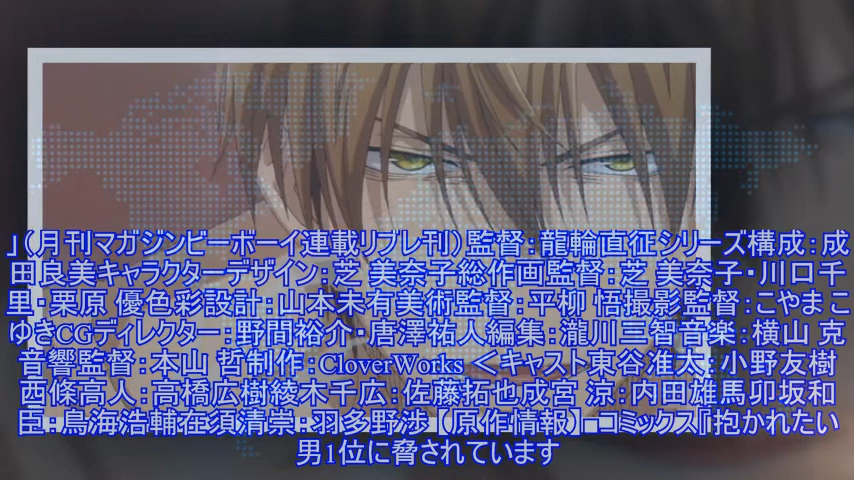 』（月刊マガジンビーボーイ連載リブレ刊）監督：龍輪直征シリーズ構成：成
田良美キャラクターデザイン：芝 美奈子総作画監督：芝 美奈子・川口千
里・栗原 優色彩設計：山本未有美術監督：平柳 悟撮影監督：こやまこ
ゆきCGディレクター：野間裕介・唐澤祐人編集：瀧川三智音楽：横山 克
音響監督：本山 哲制作：CloverWorks ＜キャスト東谷准太：小野友樹
西條高人：高橋広樹綾木千広：佐藤拓也成宮 涼：内田雄馬卯坂和
臣：鳥海浩輔在須清崇：羽多野渉 【原作情報】■コミックス『抱かれたい
男1位に脅されています